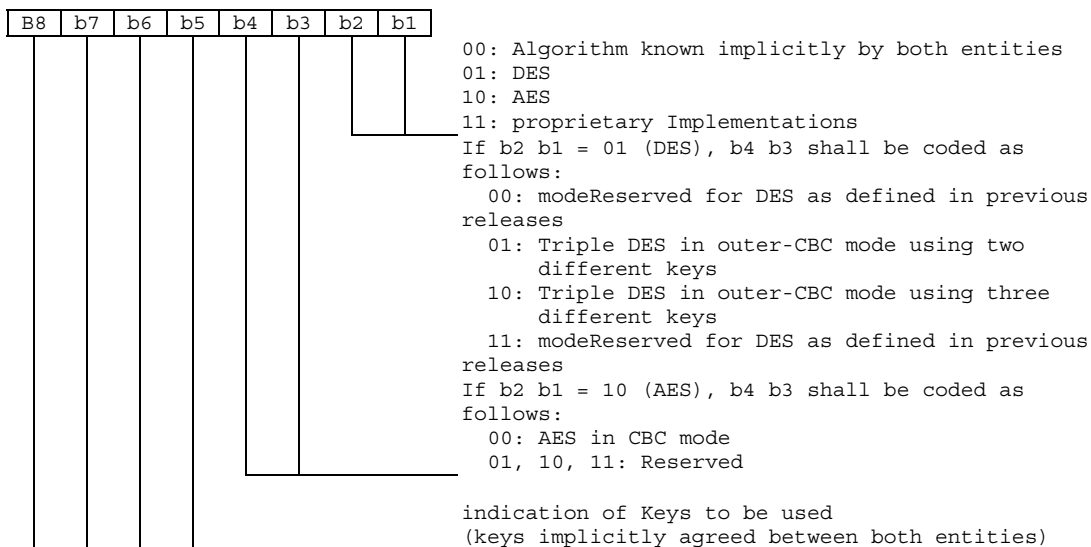 B8 b7 b6 b5 b4 b3 b2 b1
00: Algorithm known implicitly by both entities
01: DES
10: AES
11: proprietary Implementations
If b2 b1 = 01 (DES), b4 b3 shall be coded as
follows:
00: modeReserved for DES as defined in previous
releases
01: Triple DES in outer-CBC mode using two
different keys
10: Triple DES in outer-CBC mode using three
different keys
11: modeReserved for DES as defined in previous
releases
If b2 b1 = 10 (AES), b4 b3 shall be coded as
follows:
00: AES in CBC mode
01, 10, 11: Reserved
indication of Keys to be used
(keys implicitly agreed between both entities)